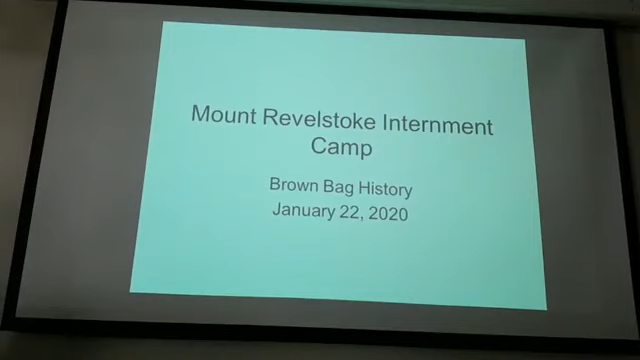 Mount Revelstoke Internment
Camp
Brown Bag History
January 22, 2020